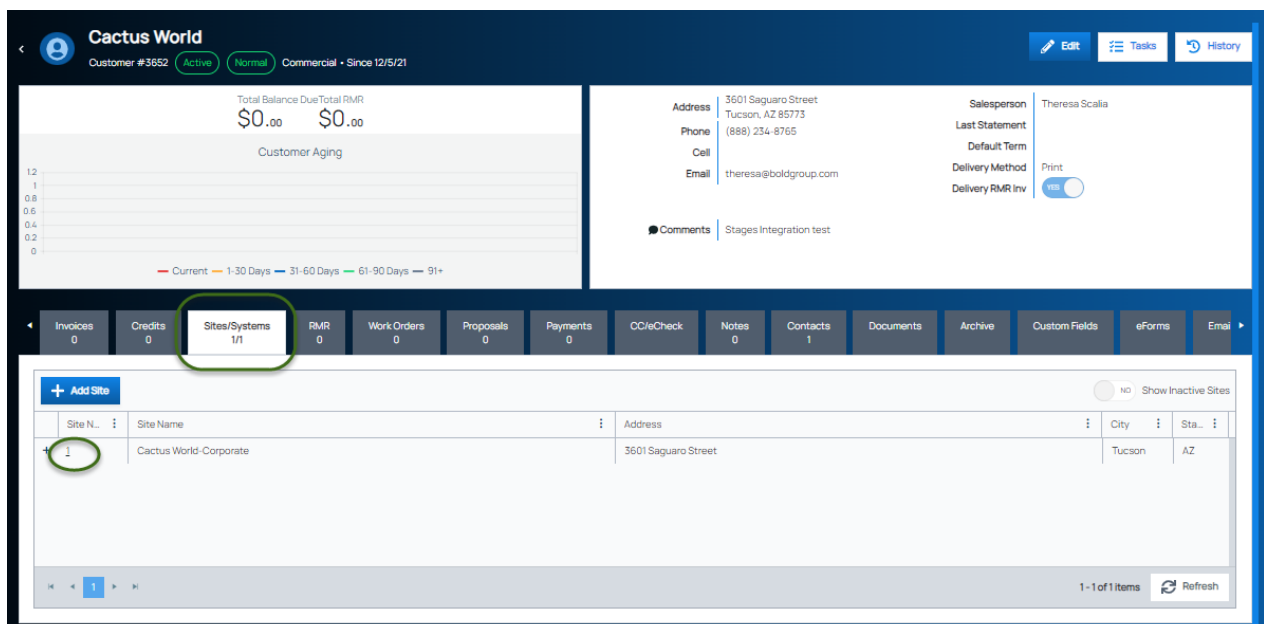 Cactus World
Customer #3652 Active Normal Commercial • Since 12/5/21
Edit Tasks History
Total Balance Due Total RMR
$0.00 $0.00
Customer Aging
1.2
1
0.8
0.6
0.4
0.2
0
Current 1-30 Days 31-60 Days 61-90 Days 91+
Address 3601 Saguaro Street
Tucson, AZ 85773
Phone (888) 234-8765
Cell
Email theresa@boldgroup.com
Comments Stages Integration test
Salesperson Theresa Scalia
Last Statement
Default Term
Delivery Method Print
Delivery RMR Inv YES
Invoices Credits Sites/Systems RMR Work Orders Proposals Payments CC/eCheck Notes Contacts Documents Archive Custom Fields eForms Emai
0 0 1/1 0 0 0 0 0 1
+ Add Site NO Show Inactive Sites
Site N... Site Name Address City Sta...
+ 1 Cactus World-Corporate 3601 Saguaro Street Tucson AZ
1 1 - 1 of 1 items Refresh